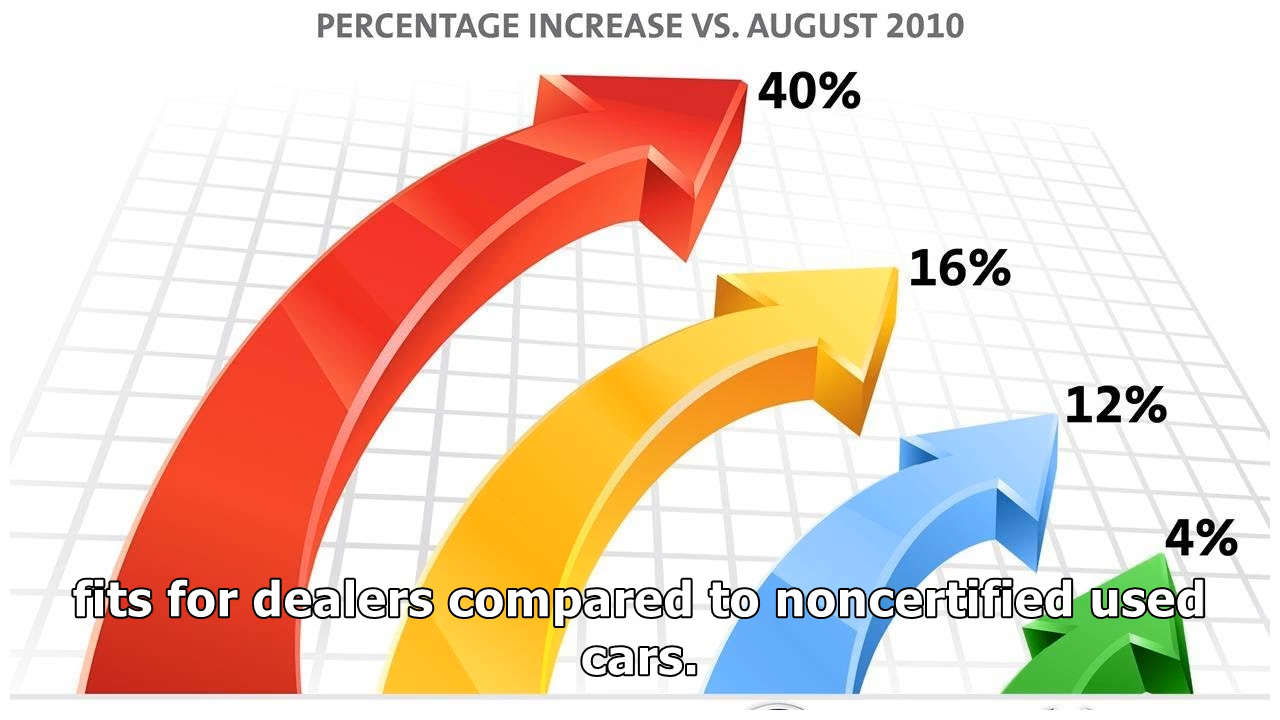 PERCENTAGE INCREASE VS. AUGUST 2010
40%
16%
12%
4%
fits for dealers compared to noncertified used
cars.